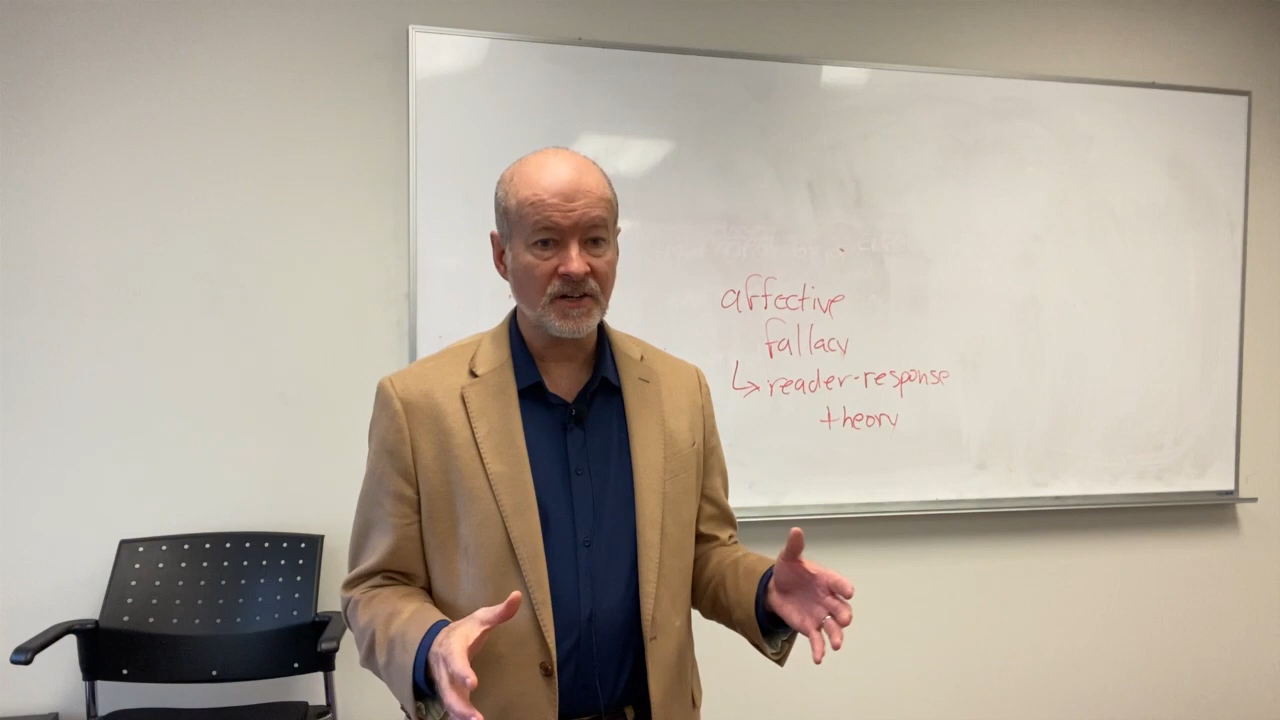 affective
fallacy
↳ reader-response
theory